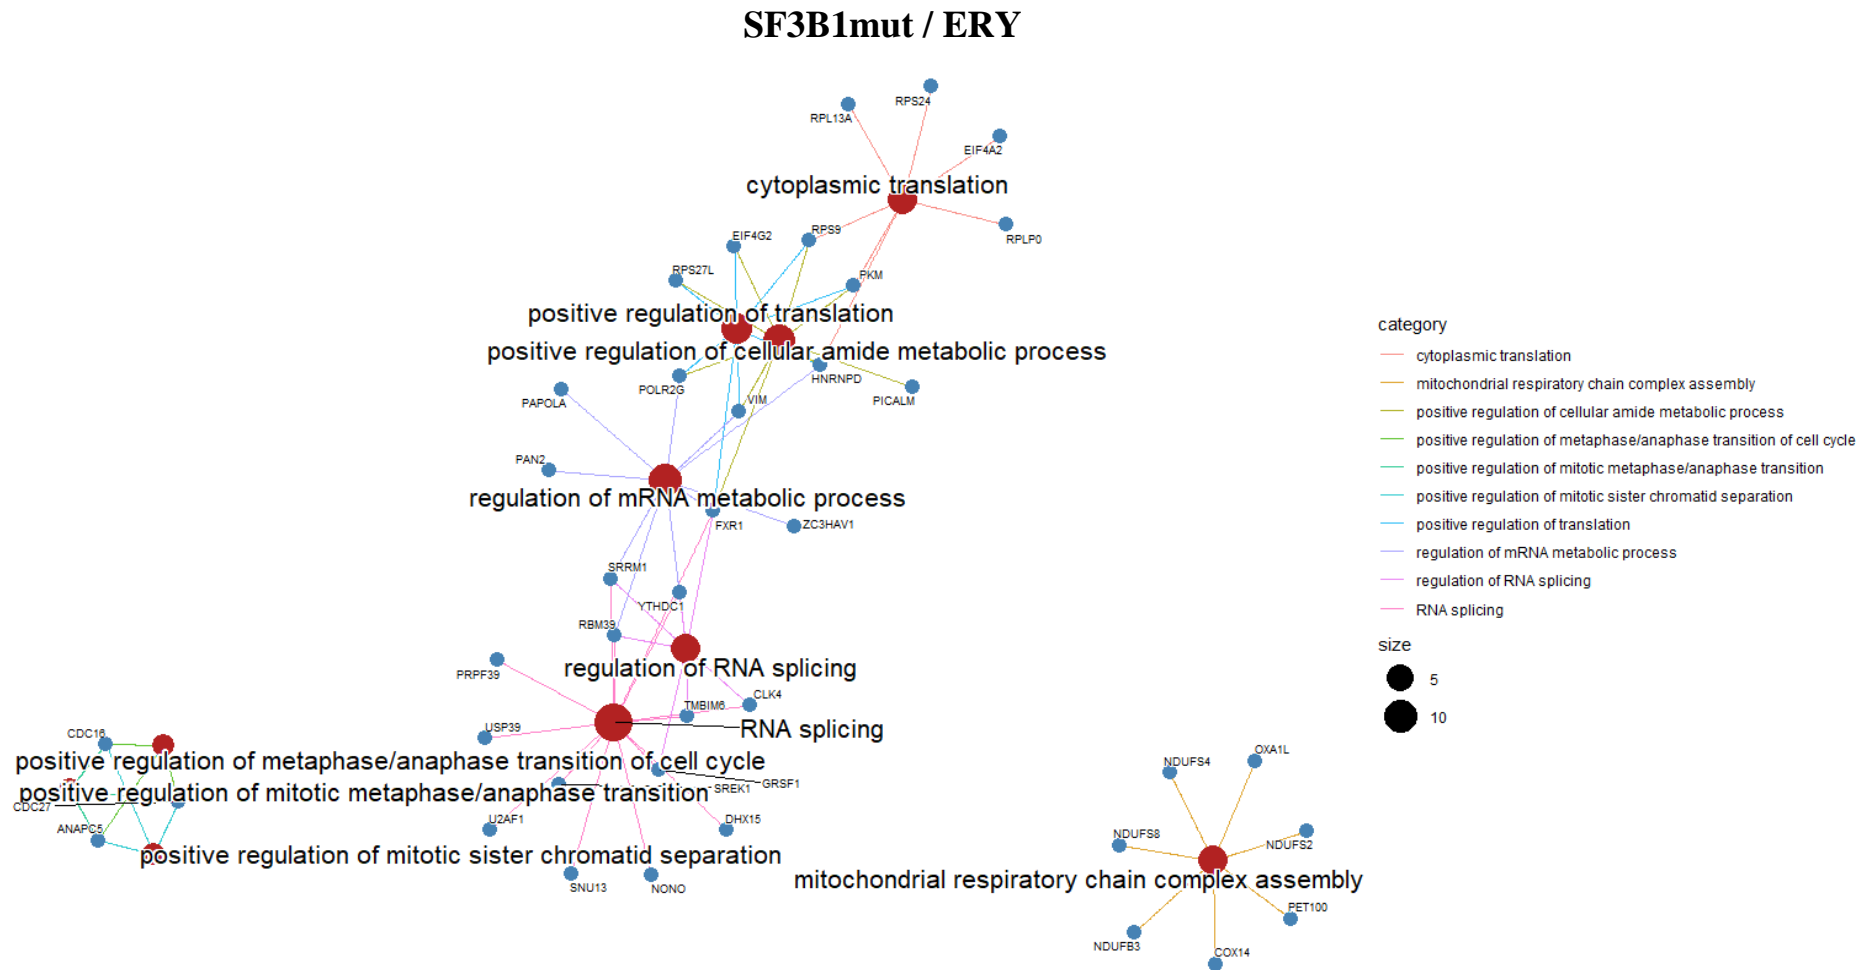 SF3B1mut / ERY
RPS24
RPL13A
EIF4A2
cytoplasmic translation
RPS9
EIF4G2
RPLP0
RPS27L
PKM
positive regulation of translation
positive regulation of cellular amide metabolic process
HNRNPD
POLR2G
PICALM
VIM
PAPOLA
PAN2
regulation of mRNA metabolic process
FXR1
ZC3HAV1
SRRM1
YTHDC1
RBM39
regulation of RNA splicing
PRPF39
CLK4
TMBIM6
USP39
RNA splicing
CDC16
positive regulation of metaphase/anaphase transition of cell cycle
GRSF1
SREK1
positive regulation of mitotic metaphase/anaphase transition
CDC27
U2AF1
DHX15
ANAPC5
positive regulation of mitotic sister chromatid separation
SNU13
NONO
OXA1L
NDUFS4
NDUFS8
NDUFS2
mitochondrial respiratory chain complex assembly
PET100
NDUFB3
COX14
category
cytoplasmic translation
mitochondrial respiratory chain complex assembly
positive regulation of cellular amide metabolic process
positive regulation of metaphase/anaphase transition of cell cycle
positive regulation of mitotic metaphase/anaphase transition
positive regulation of mitotic sister chromatid separation
positive regulation of translation
regulation of mRNA metabolic process
regulation of RNA splicing
RNA splicing
size
5
10